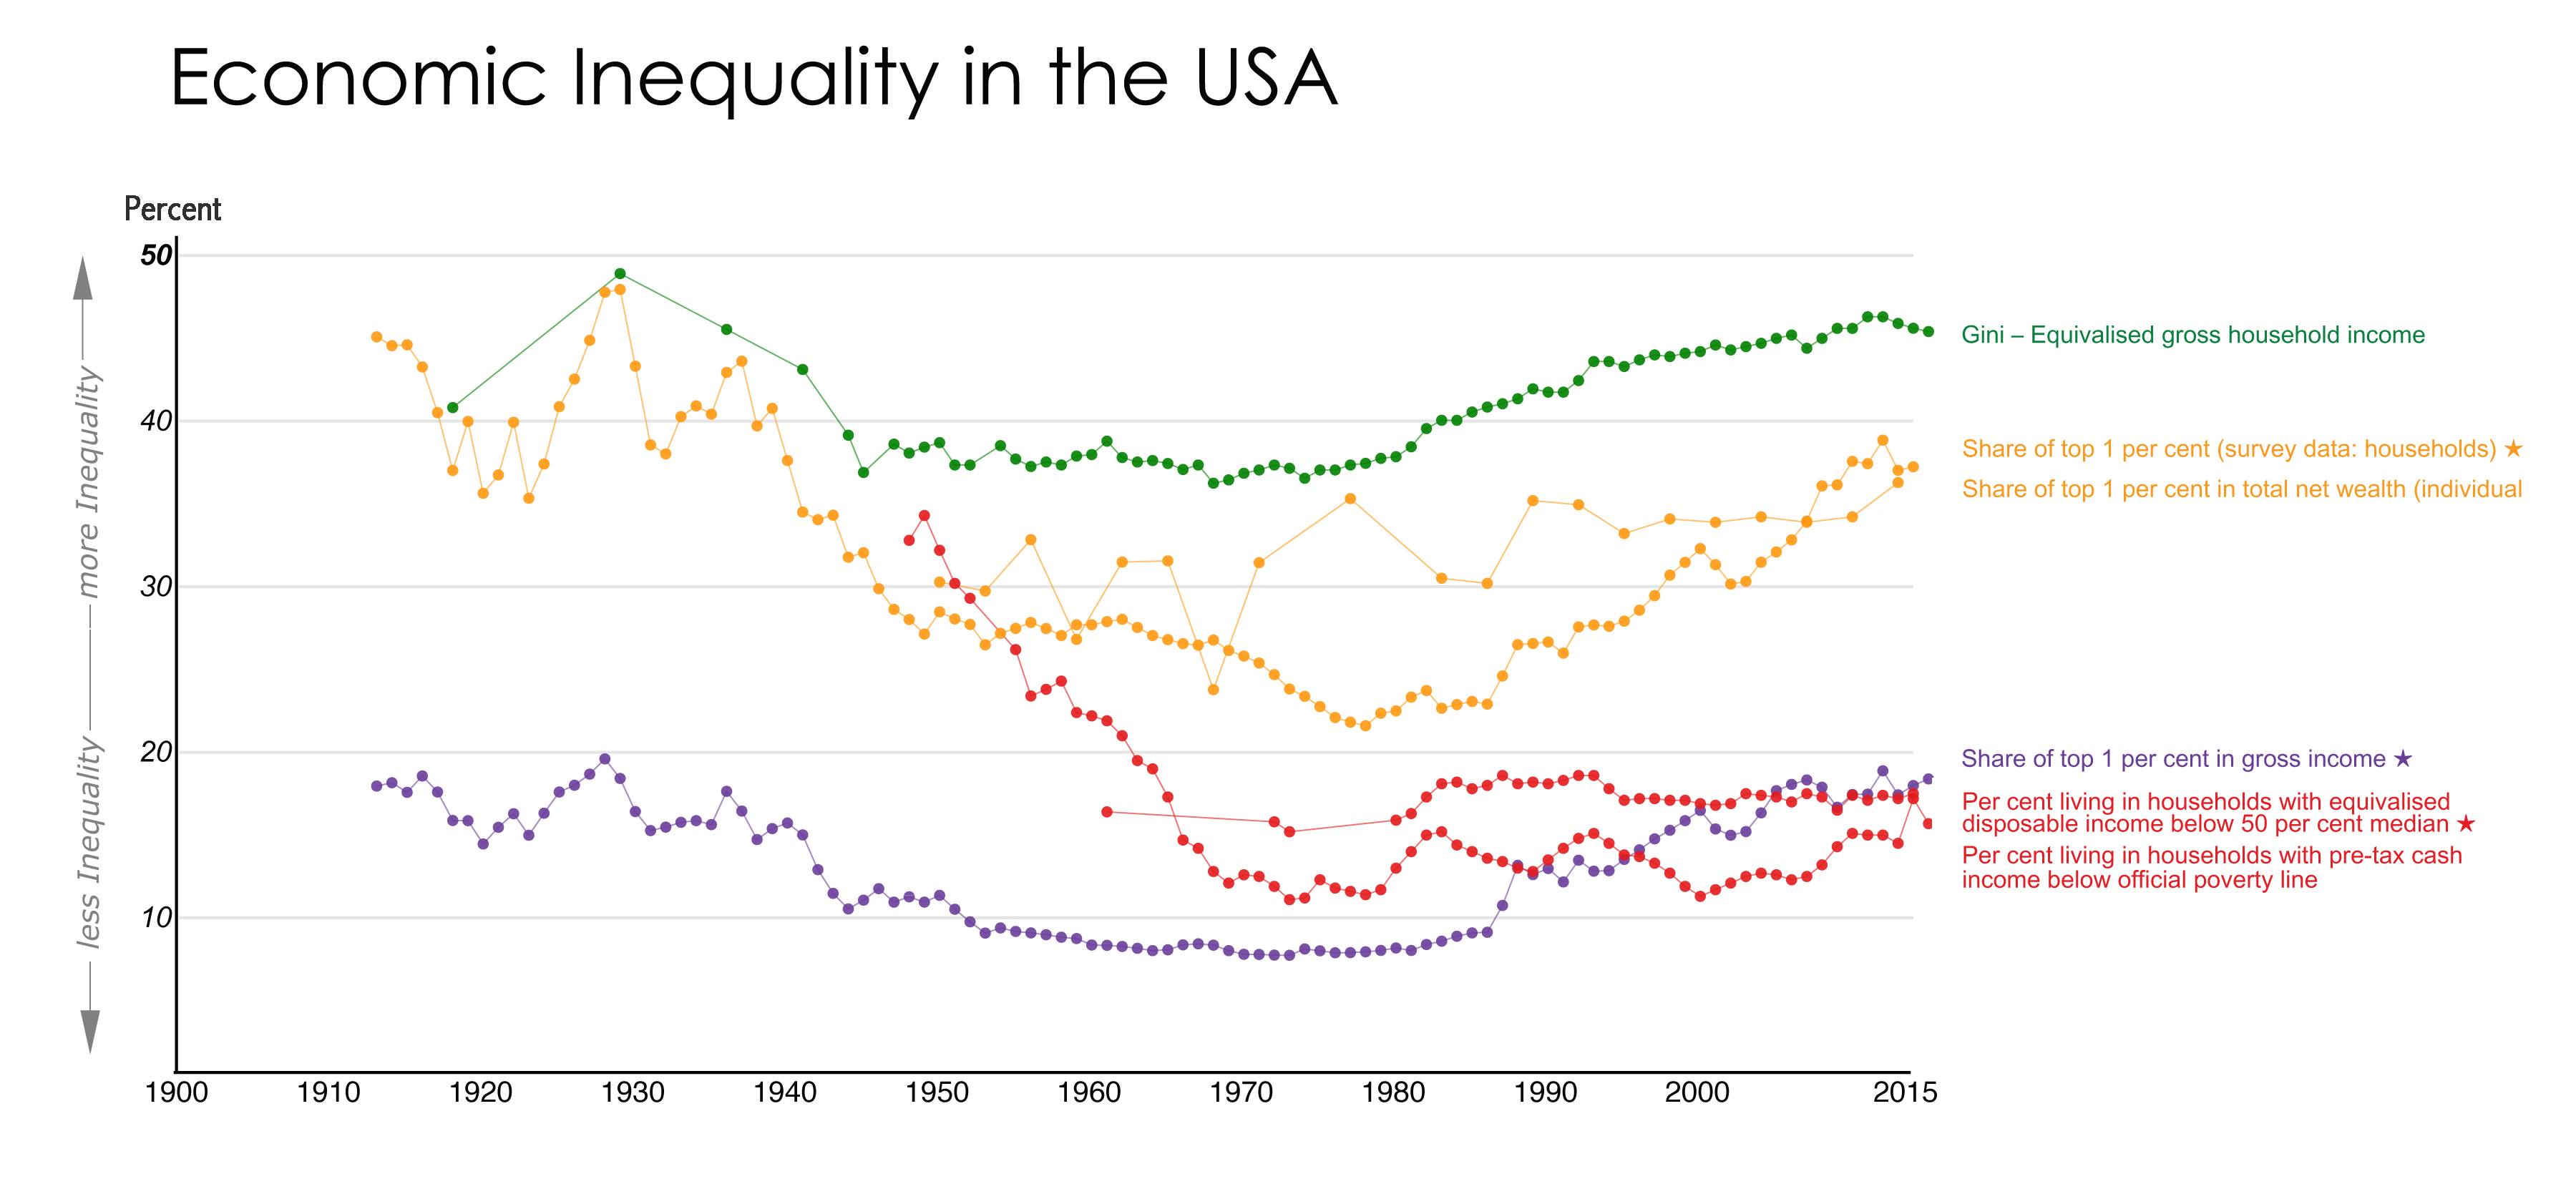 Economic Inequality in the USA
Percent
50
40
30
20
10
more Inequality
less Inequality
1900 1910 1920 1930 1940 1950 1960 1970 1980 1990 2000 2015
Gini – Equivalised gross household income
Share of top 1 per cent (survey data: households) ★
Share of top 1 per cent in total net wealth (individual
Share of top 1 per cent in gross income ★
Per cent living in households with equivalised
disposable income below 50 per cent median ★
Per cent living in households with pre-tax cash
income below official poverty line